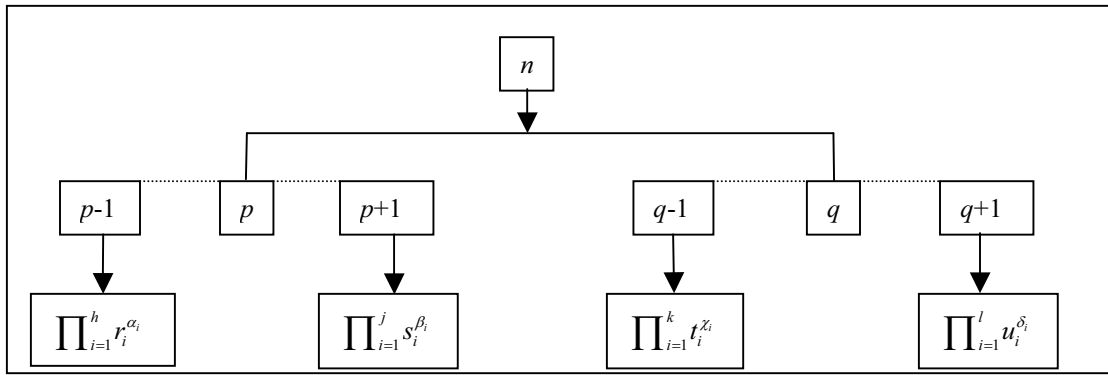 n
p-1 p p+1 q-1 q q+1
∏_{i=1}^{h} r_i^{α_i} ∏_{i=1}^{j} s_i^{β_i} ∏_{i=1}^{k} t_i^{χ_i} ∏_{i=1}^{l} u_i^{δ_i}